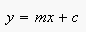 y = mx + c